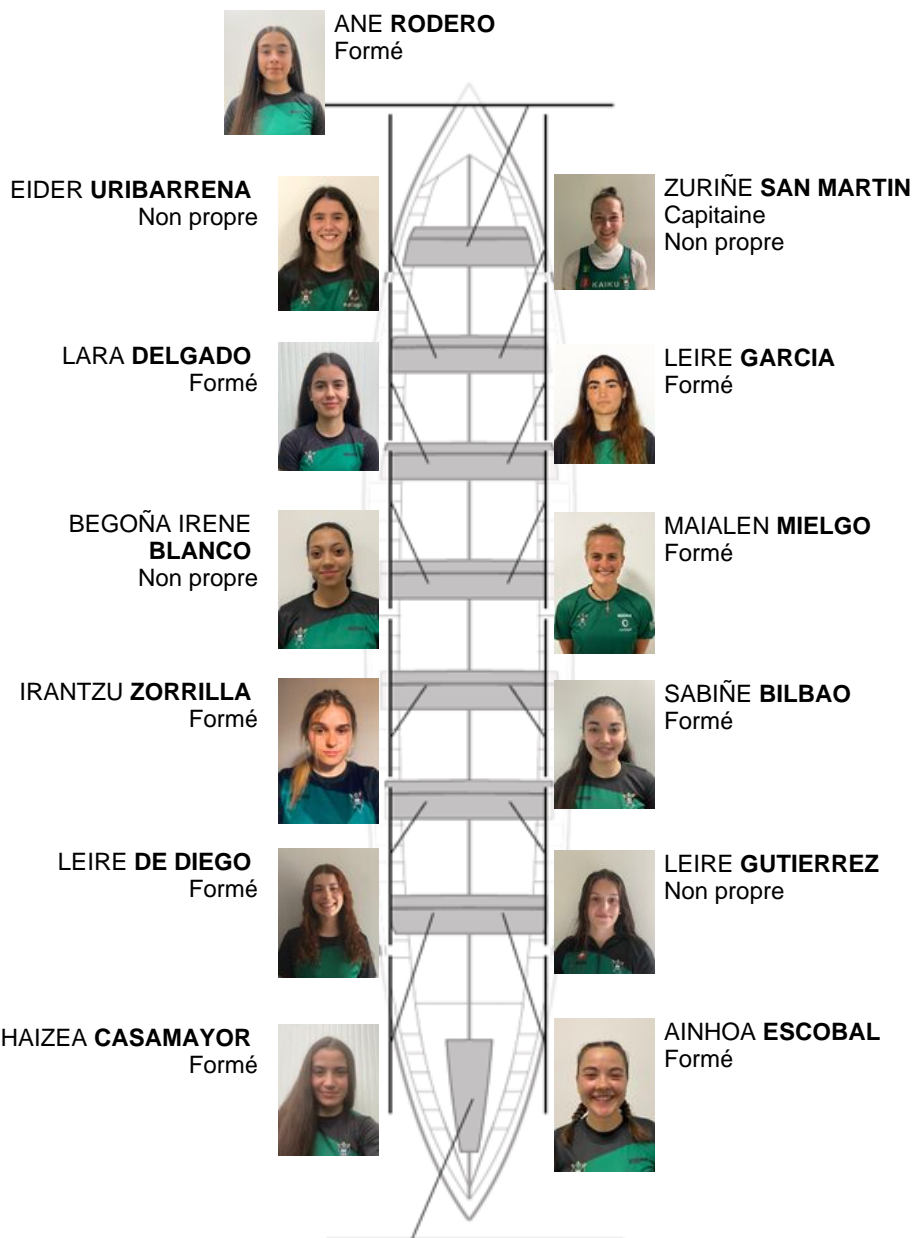 ANE RODERO
Formé
EIDER URIBARRENA
Non propre
ZURIÑE SAN MARTIN
Capitaine
Non propre
LARA DELGADO
Formé
LEIRE GARCIA
Formé
BEGOÑA IRENE
BLANCO
Non propre
MAIALEN MIELGO
Formé
IRANTZU ZORRILLA
Formé
SABIÑE BILBAO
Formé
LEIRE DE DIEGO
Formé
LEIRE GUTIERREZ
Non propre
HAIZEA CASAMAYOR
Formé
AINHOA ESCOBAL
Formé
KAIKU